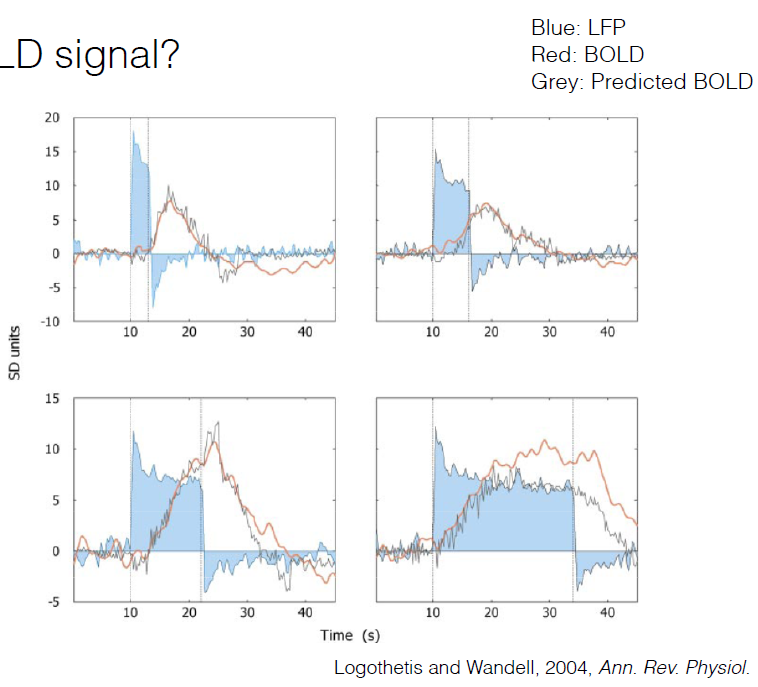 LD signal?
Blue: LFP
Red: BOLD
Grey: Predicted BOLD
20
15
10
5
0
-5
-10
10 20 30 40
10 20 30 40
SD units
15
10
5
0
-5
10 20 30 40
10 20 30 40
Time (s)
Logothetis and Wandell, 2004, Ann. Rev. Physiol.